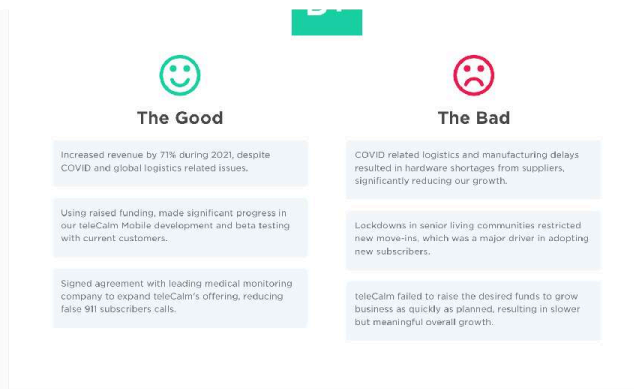 The Good
Increased revenue by 71% during 2021, despite
COVID and global logistics related issues.
Using raised funding, made significant progress in
our teleCalm Mobile development and beta testing
with current customers.
Signed agreement with leading medical monitoring
company to expand teleCalm's offering, reducing
false 911 subscribers calls.
The Bad
COVID related logistics and manufacturing delays
resulted in hardware shortages from suppliers,
significantly reducing our growth.
Lockdowns in senior living communities restricted
new move-ins, which was a major driver in adopting
new subscribers.
teleCalm failed to raise the desired funds to grow
business as quickly as planned, resulting in slower
but meaningful overall growth.